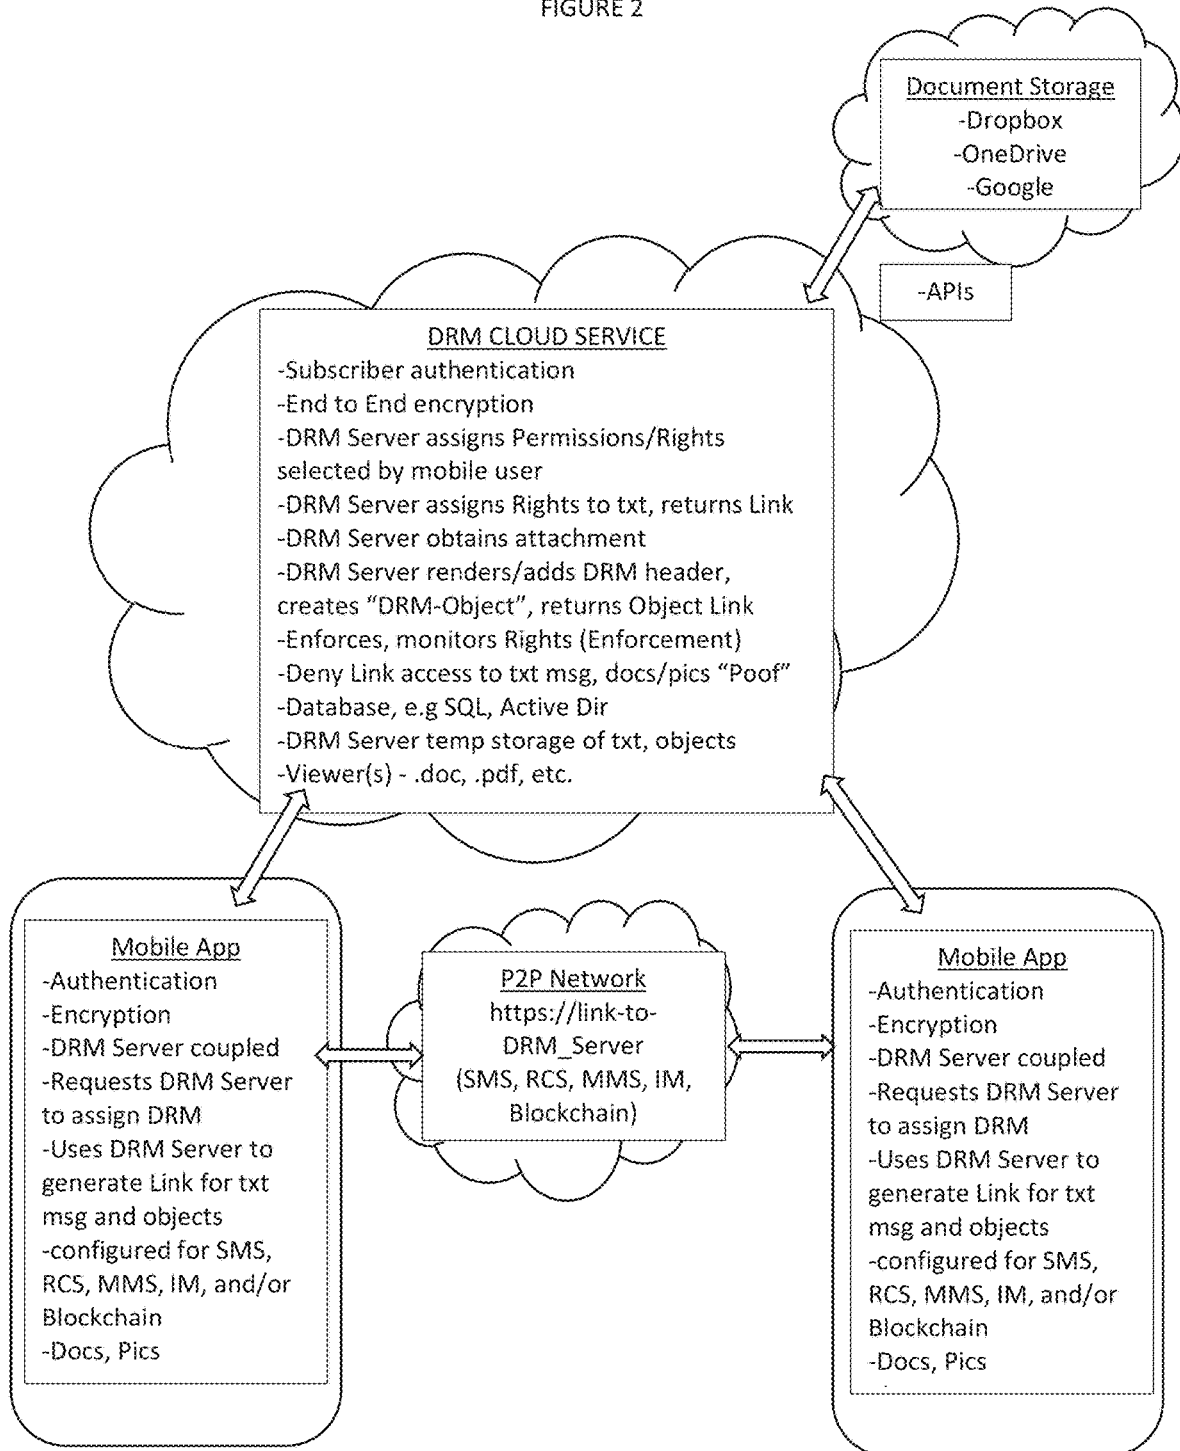 FIGURE 2
Document Storage
-Dropbox
-OneDrive
-Google
-APIs
DRM CLOUD SERVICE
-Subscriber authentication
-End to End encryption
-DRM Server assigns Permissions/Rights
selected by mobile user
-DRM Server assigns Rights to txt, returns Link
-DRM Server obtains attachment
-DRM Server renders/adds DRM header,
creates “DRM-Object”, returns Object Link
-Enforces, monitors Rights (Enforcement)
-Deny Link access to txt msg, docs/pics “Poof”
-Database, e.g SQL, Active Dir
-DRM Server temp storage of txt, objects
-Viewer(s) - .doc, .pdf, etc.
Mobile App
-Authentication
-Encryption
-DRM Server coupled
-Requests DRM Server
to assign DRM
-Uses DRM Server to
generate Link for txt
msg and objects
-configured for SMS,
RCS, MMS, IM, and/or
Blockchain
-Docs, Pics
P2P Network
https://link-to-
DRM_Server
(SMS, RCS, MMS, IM,
Blockchain)
Mobile App
-Authentication
-Encryption
-DRM Server coupled
-Requests DRM Server
to assign DRM
-Uses DRM Server to
generate Link for txt
msg and objects
-configured for SMS,
RCS, MMS, IM, and/or
Blockchain
-Docs, Pics